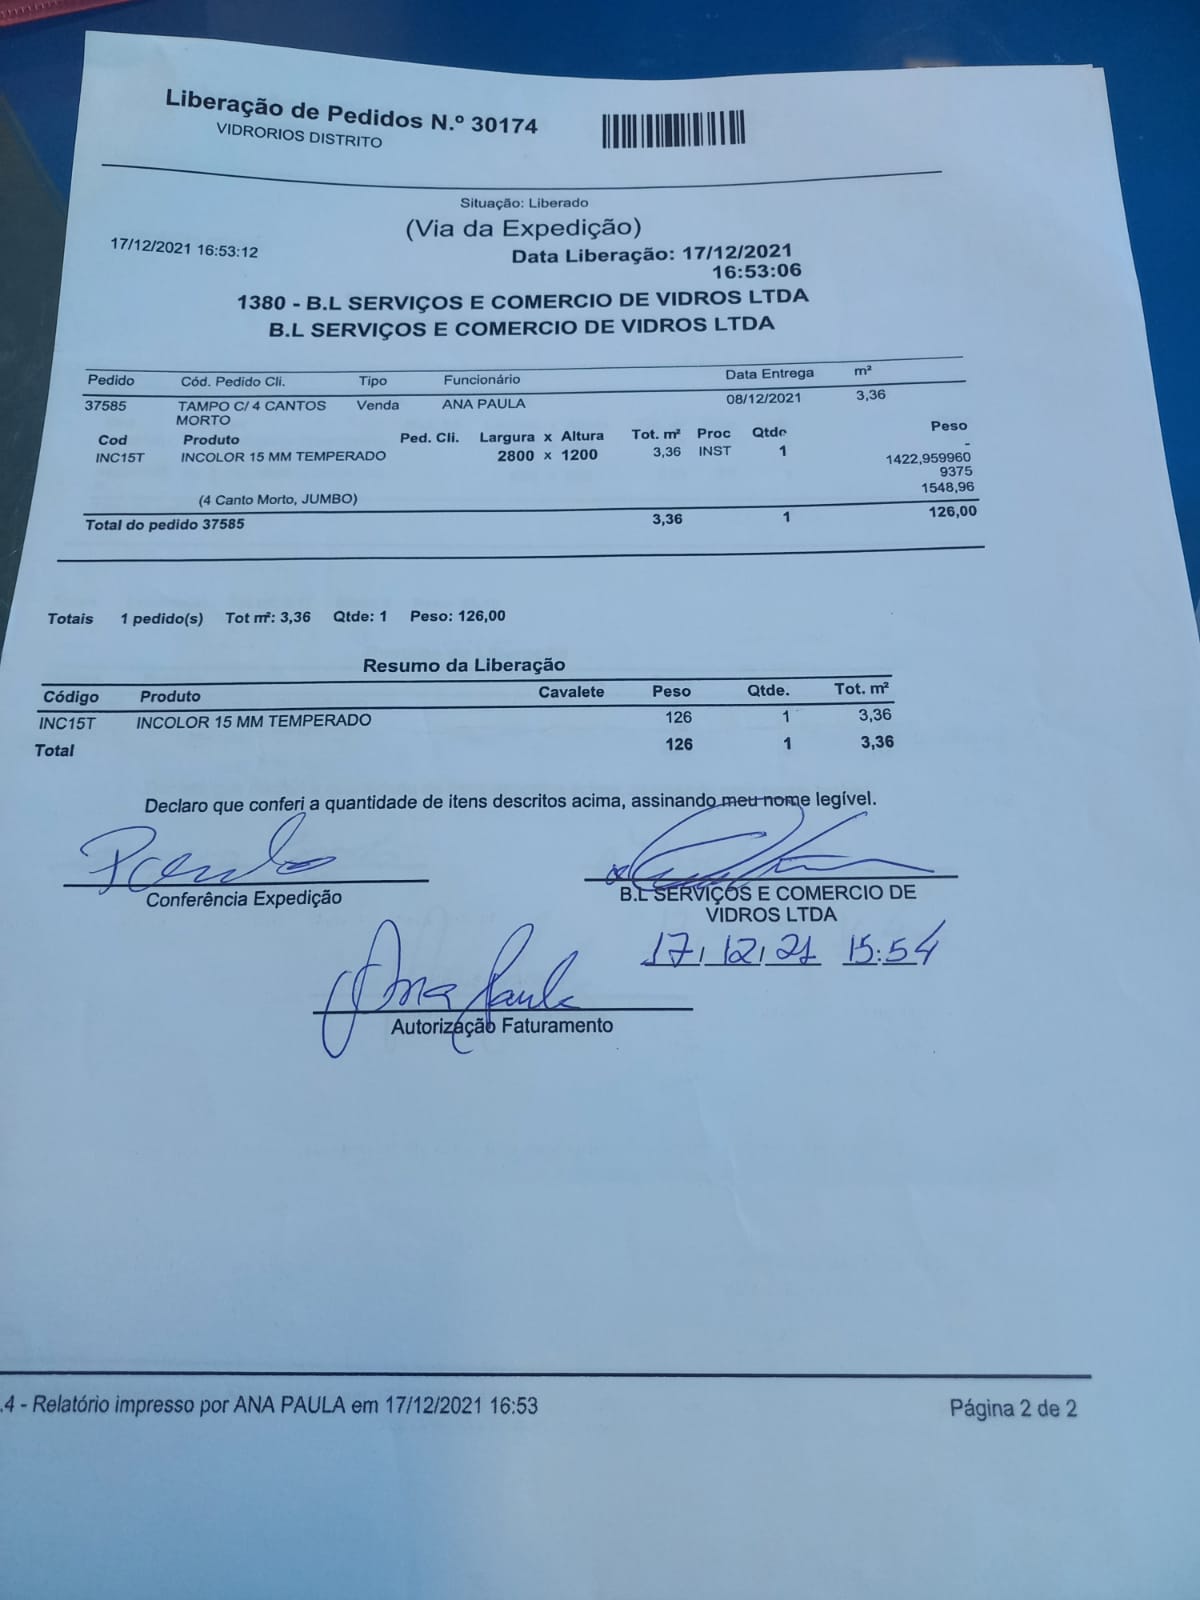 Liberação de Pedidos N.º 30174
VIDRORIOS DISTRITO
Situação: Liberado
(Via da Expedição)
17/12/2021 16:53:12
Data Liberação: 17/12/2021
16:53:06
1380 - B.L SERVIÇOS E COMERCIO DE VIDROS LTDA
B.L SERVIÇOS E COMERCIO DE VIDROS LTDA
Pedido Cód. Pedido Cli. Tipo Funcionário Data Entrega m²
37585 TAMPO C/ 4 CANTOS MORTO Venda ANA PAULA 08/12/2021 3,36
Cod Produto Ped. Cli. Largura x Altura Tot. m² Proc Qtde Peso
INC15T INCOLOR 15 MM TEMPERADO 2800 x 1200 3,36 INST 1 -
1422,959960
9375
(4 Canto Morto, JUMBO) 1548,96
Total do pedido 37585 3,36 1 126,00
Totais 1 pedido(s) Tot m²: 3,36 Qtde: 1 Peso: 126,00
Resumo da Liberação
Código Produto Cavalete Peso Qtde. Tot. m²
INC15T INCOLOR 15 MM TEMPERADO 126 1 3,36
Total 126 1 3,36
Declaro que conferi a quantidade de itens descritos acima, assinando meu nome legível.
Conferência Expedição
B.L SERVIÇOS E COMERCIO DE
VIDROS LTDA
17/12/21 15:54
Ana Paula
Autorização Faturamento
.4 - Relatório impresso por ANA PAULA em 17/12/2021 16:53
Página 2 de 2